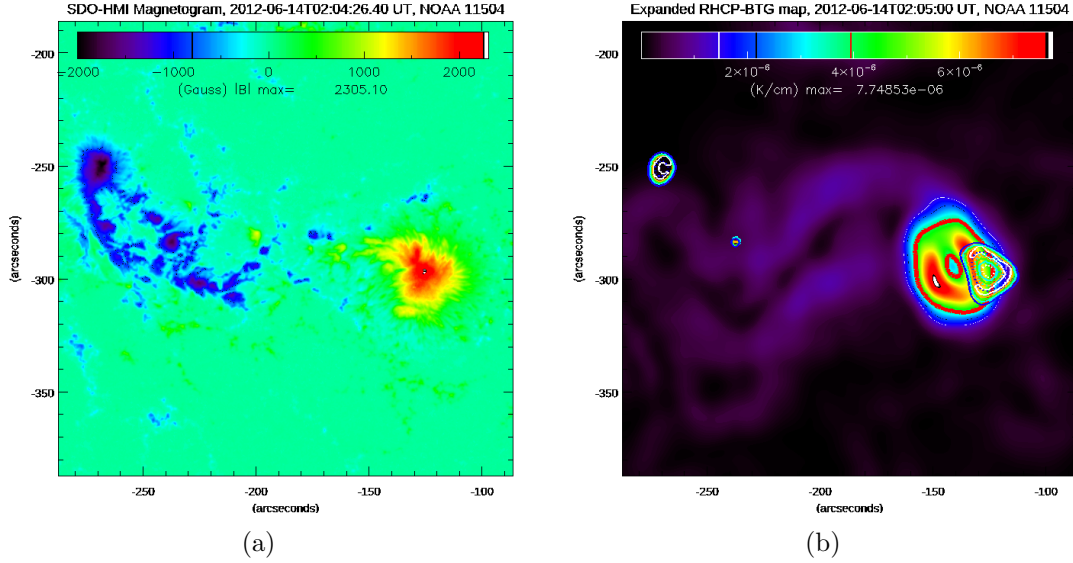 SDO-HMI Magnetogram, 2012-06-14T02:04:26.40 UT, NOAA 11504
-2000 -1000 0 1000 2000
(Gauss) |B| max= 2305.10
-200
-250
-300
-350
(arcseconds)
-250 -200 -150 -100
(arcseconds)
(a)
Expanded RHCP-BTG map, 2012-06-14T02:05:00 UT, NOAA 11504
2×10⁻⁶ 4×10⁻⁶ 6×10⁻⁶
(K/cm) max= 7.74853e-06
-200
-250
-300
-350
(arcseconds)
-250 -200 -150 -100
(arcseconds)
(b)